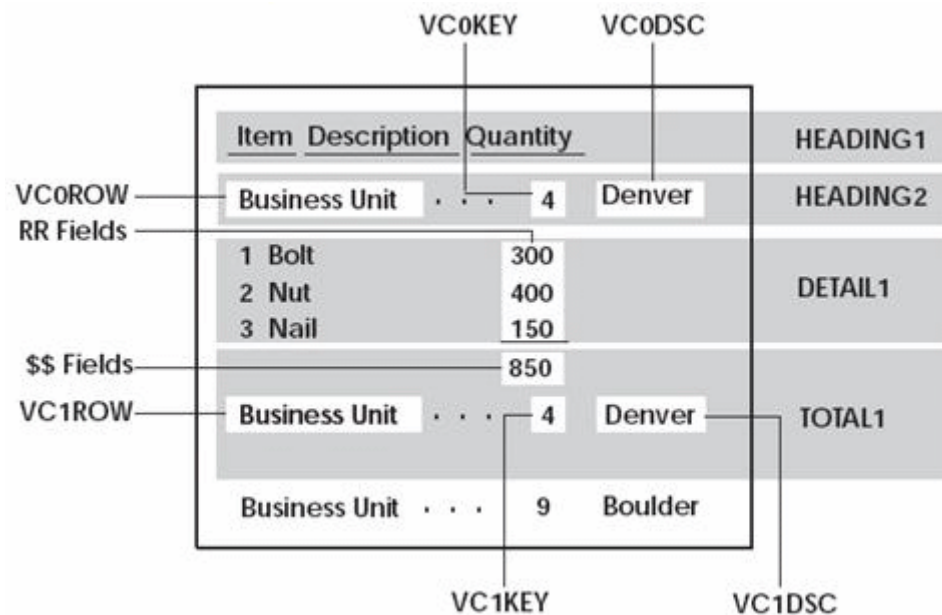 VC0KEY VC0DSC
Item Description Quantity HEADING1
VC0ROW Business Unit . . . 4 Denver HEADING2
RR Fields
1 Bolt 300
2 Nut 400 DETAIL1
3 Nail 150
$$ Fields 850
VC1ROW Business Unit . . . 4 Denver TOTAL1
Business Unit . . . 9 Boulder
VC1KEY VC1DSC